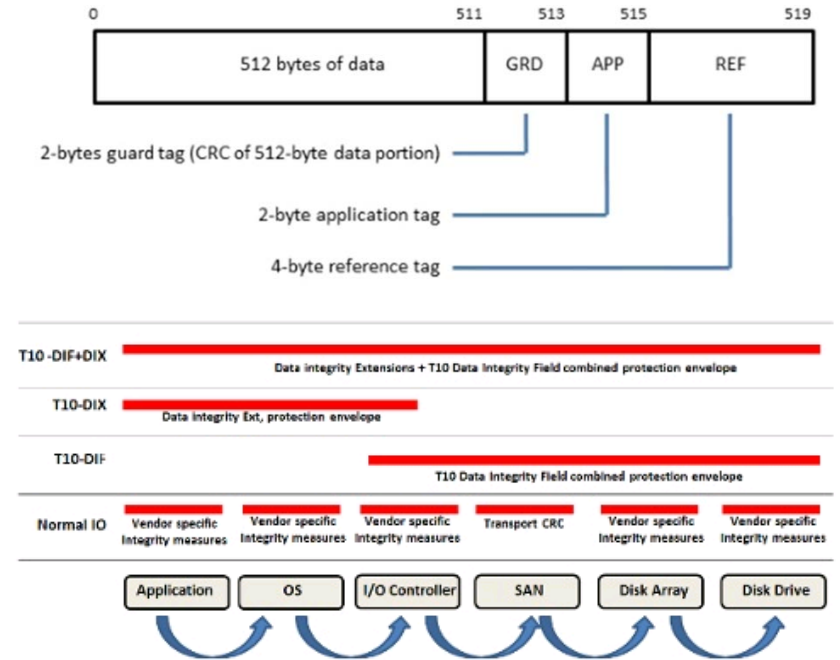 0 511 513 515 519
512 bytes of data GRD APP REF
2-bytes guard tag (CRC of 512-byte data portion)
2-byte application tag
4-byte reference tag
T10 -DIF+DIX
Data integrity Extensions + T10 Data Integrity Field combined protection envelope
T10-DIX
Data Integrity Ext, protection envelope
T10-DIF
T10 Data Integrity Field combined protection envelope
Normal IO
Vendor specific
Integrity measures
Vendor specific
Integrity measures
Vendor specific
Integrity measures
Transport CRC
Vendor specific
Integrity measures
Vendor specific
Integrity measures
Application OS I/O Controller SAN Disk Array Disk Drive